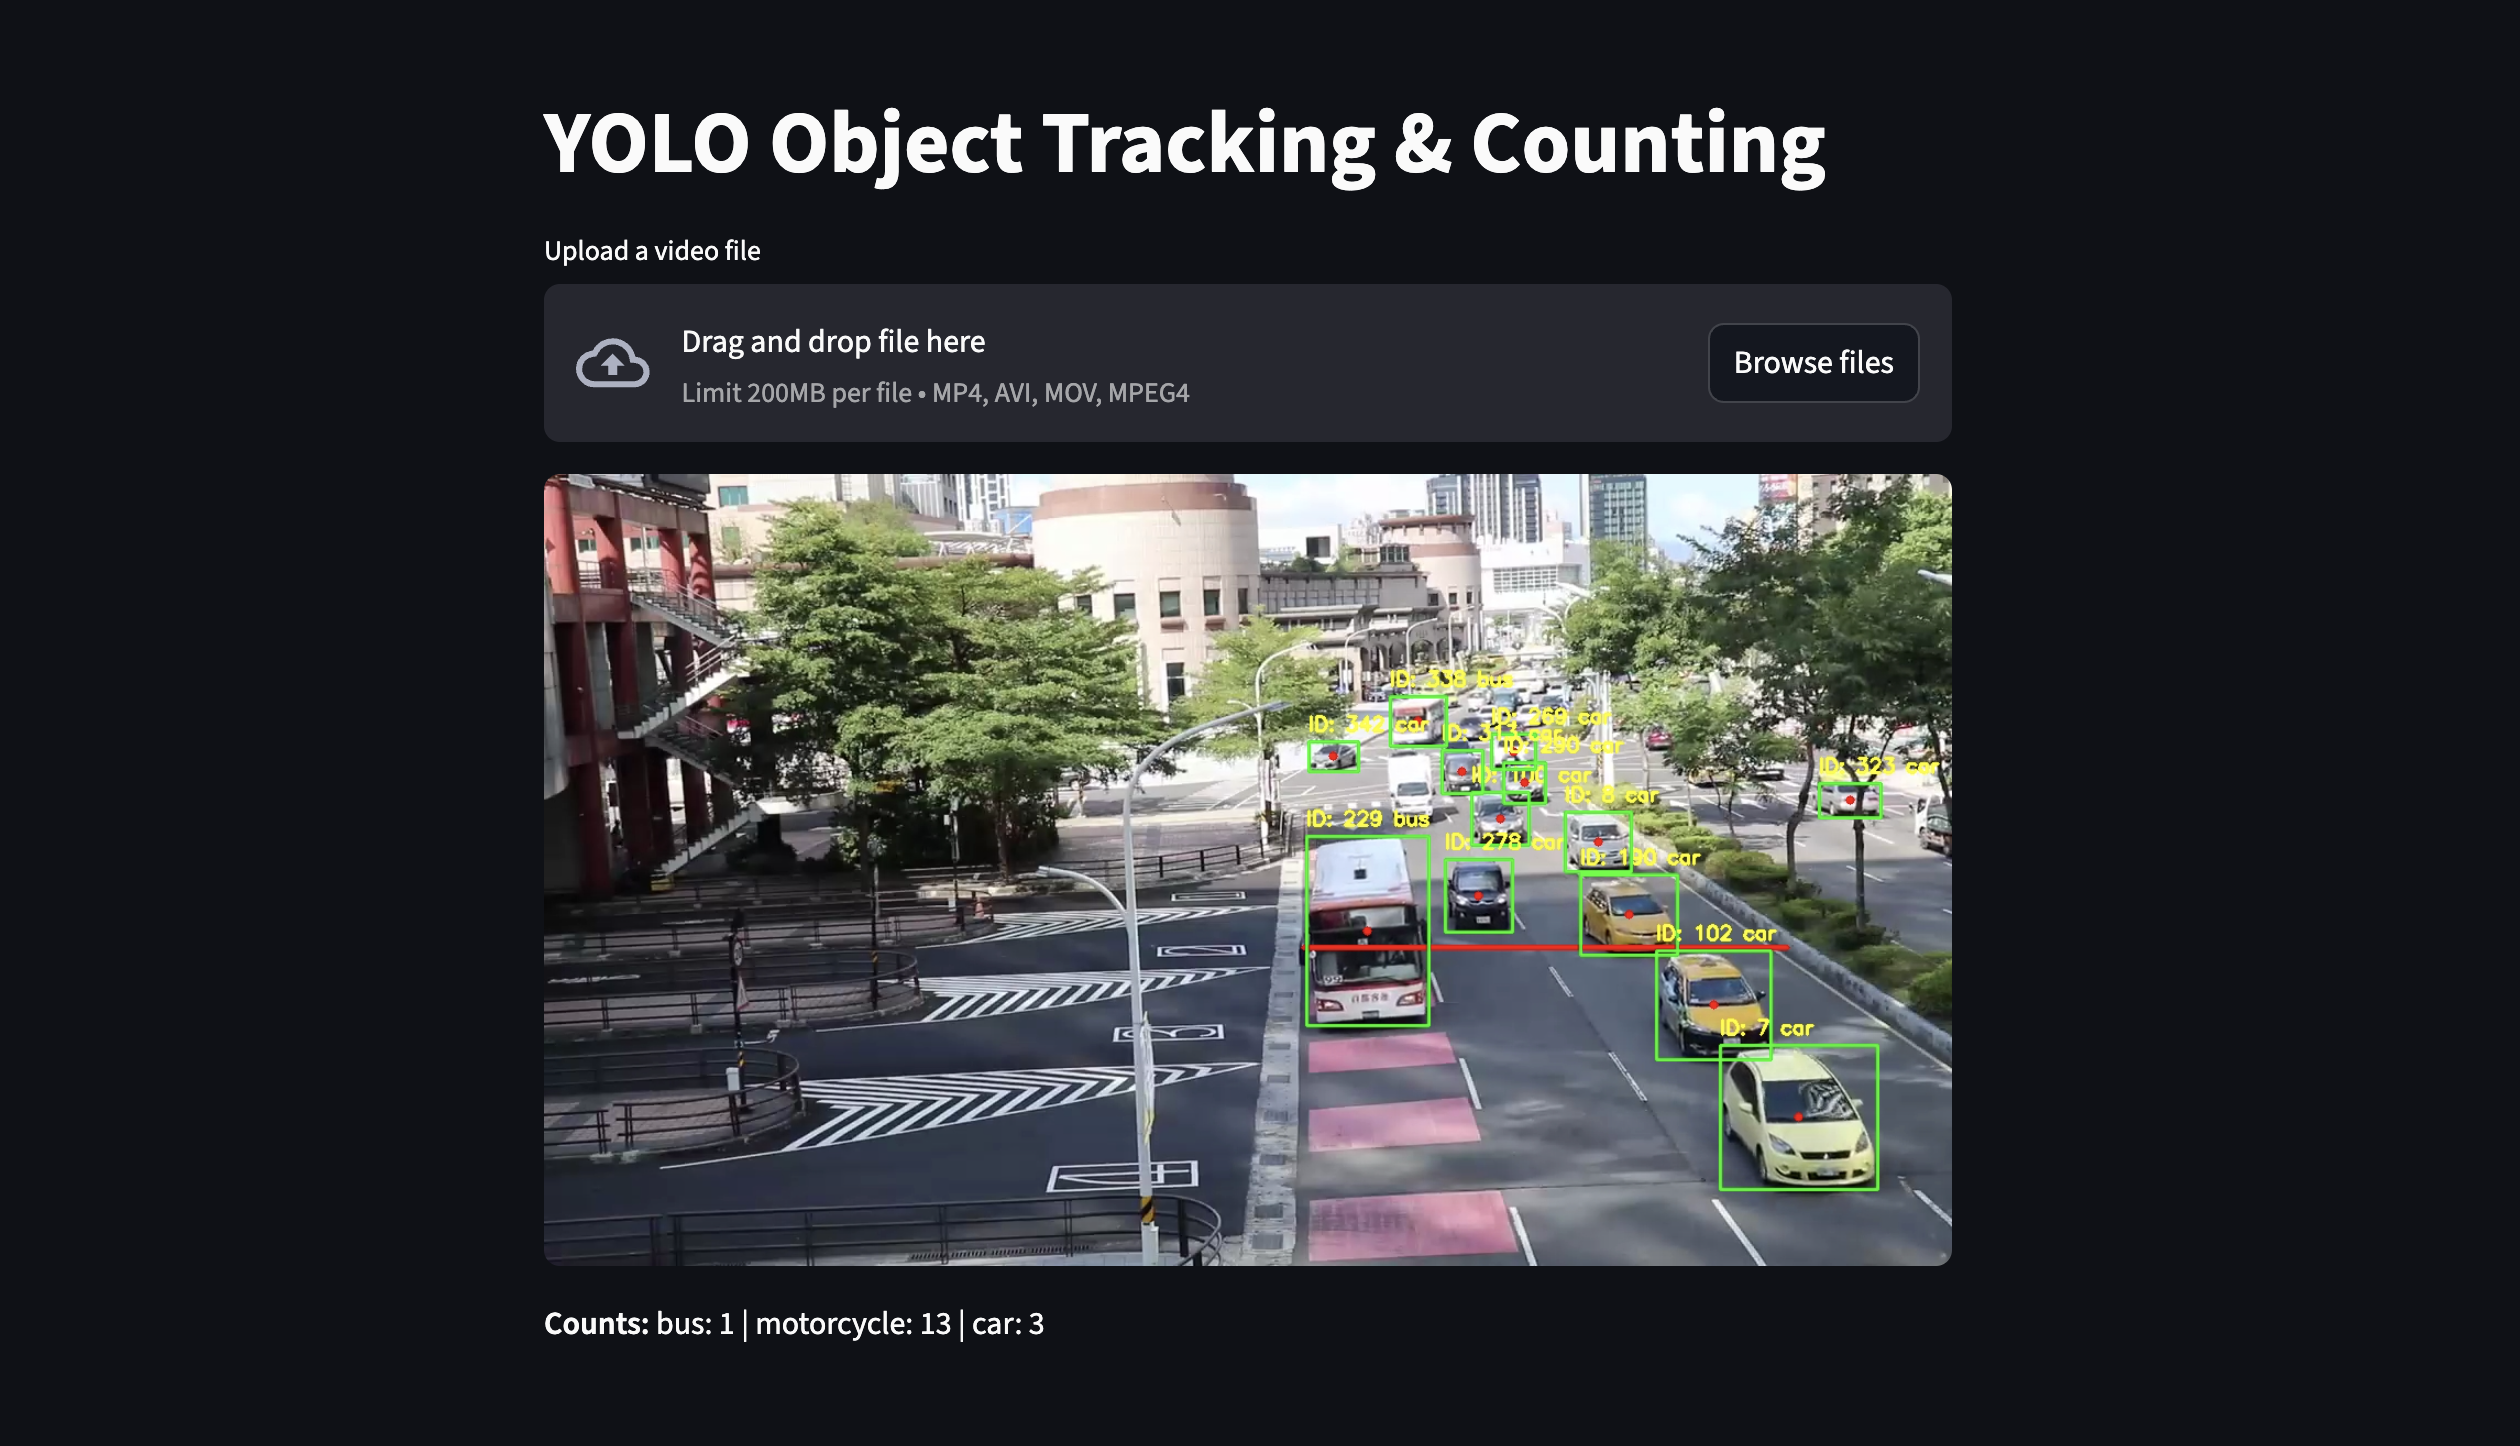 YOLO Object Tracking & Counting
Upload a video file
Drag and drop file here
Limit 200MB per file • MP4, AVI, MOV, MPEG4
Browse files
ID: 338 bus
ID: 342 car
ID: 269 car
ID: car
ID: 290 car
ID: 323 car
ID: car
ID: 8 car
ID: 229 bus
ID: 278 car
ID: 190 car
ID: 102 car
ID: 7 car
Counts: bus: 1 | motorcycle: 13 | car: 3